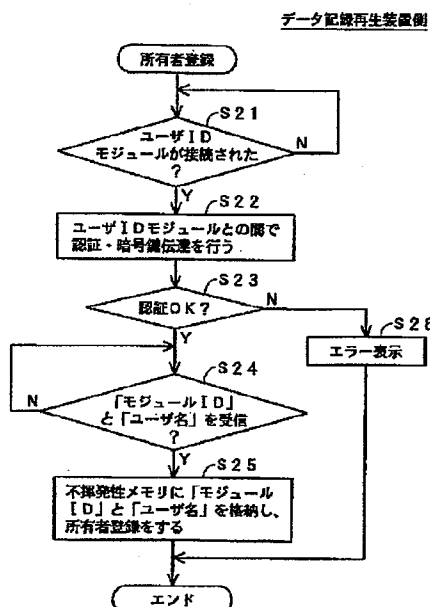 データ記録再生装置側
所有者登録
S21
ユーザID
モジュールが接続された
?
N
Y
S22
ユーザIDモジュールとの間で
認証・暗号鍵伝達を行う
S23
認証OK?
N
Y
S26
エラー表示
S24
「モジュールID」
と「ユーザ名」を受信
?
N
Y
S25
不揮発性メモリに「モジュール
ID」と「ユーザ名」を格納し、
所有者登録をする
エンド